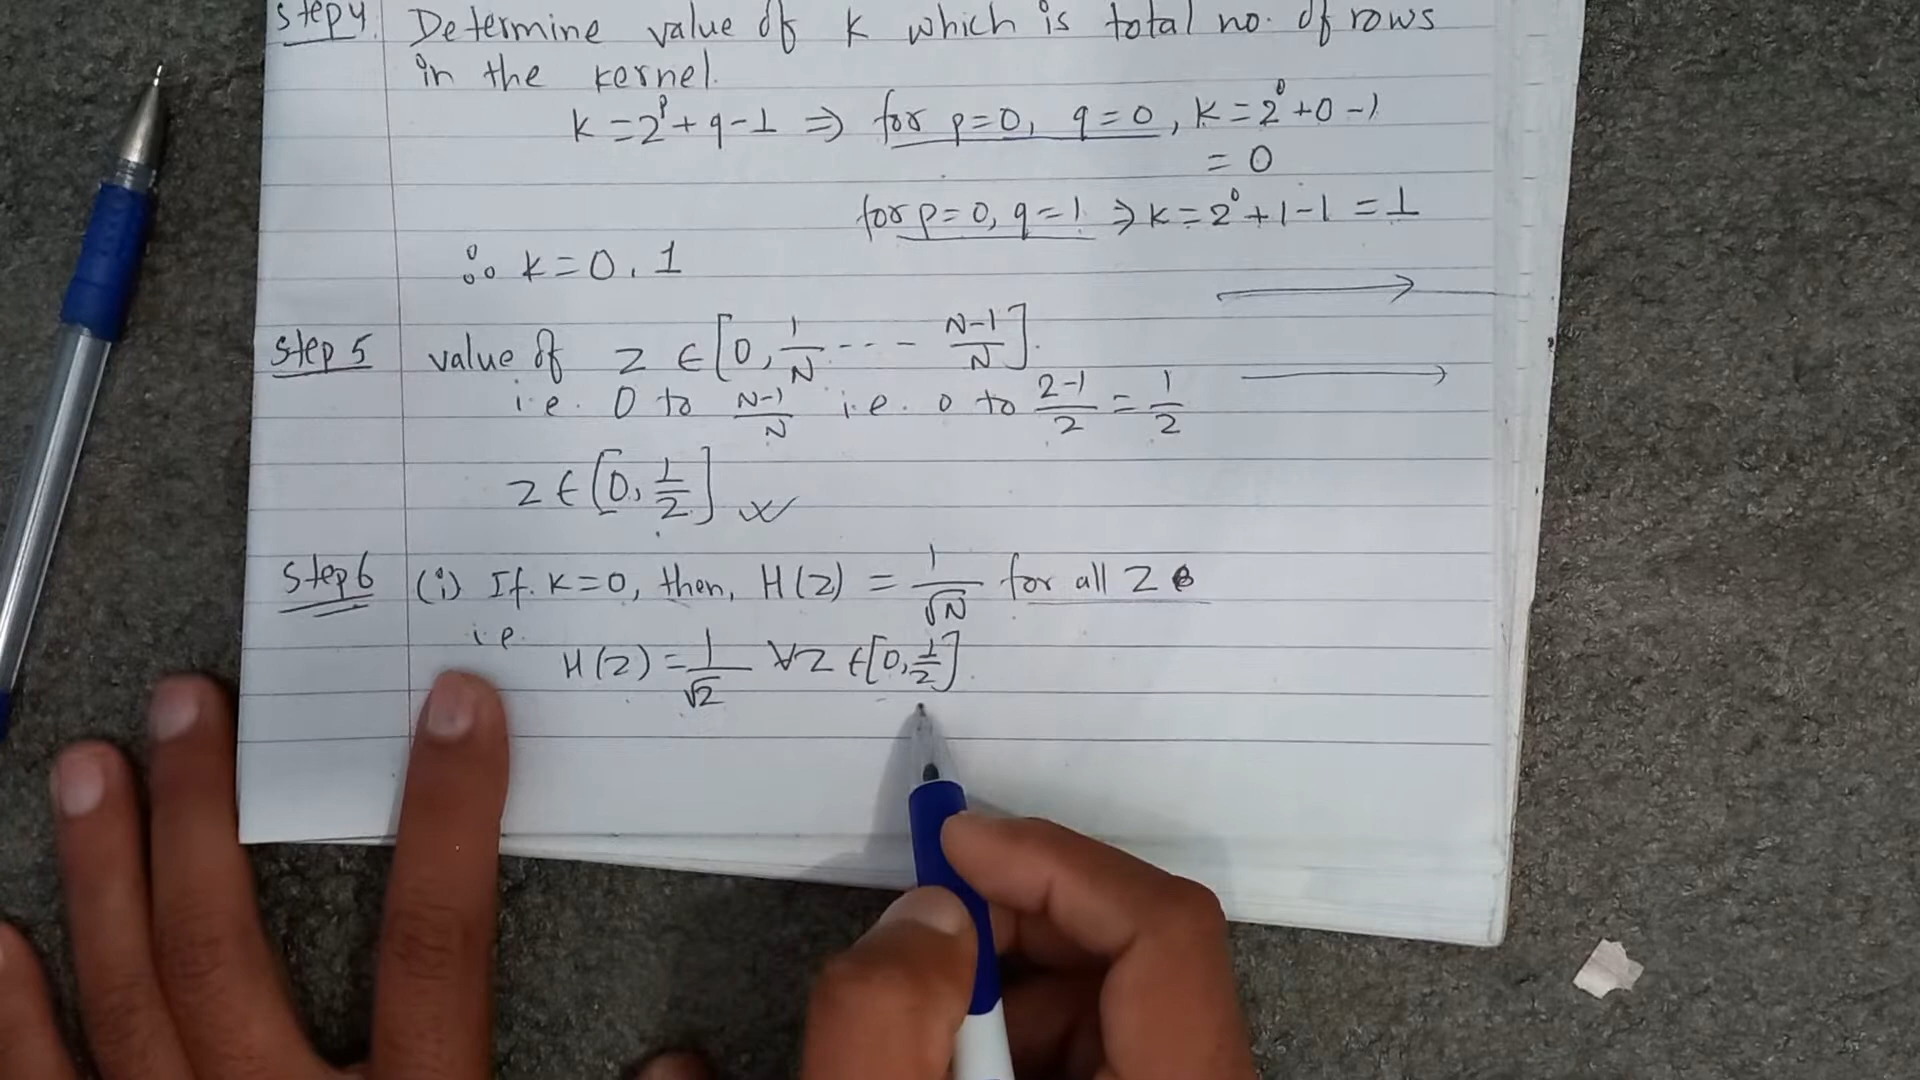 Step 4. Determine value of k which is total no. of rows
in the kernel.
k = 2^p + q - 1 ⇒ for p=0, q=0, k = 2^0 + 0 - 1
= 0
for p=0, q=1 ⇒ k = 2^0 + 1 - 1 = 1
∴ k = 0, 1
Step 5 value of z ∈ [0, 1/N --- N-1/N].
i.e. 0 to N-1/N i.e. 0 to 2-1/2 = 1/2
z ∈ [0, 1/2]
Step 6 (i) If k=0, then, H(z) = 1/√N for all z
i.e.
H(z) = 1/√2 ∀z ∈ [0, 1/2]